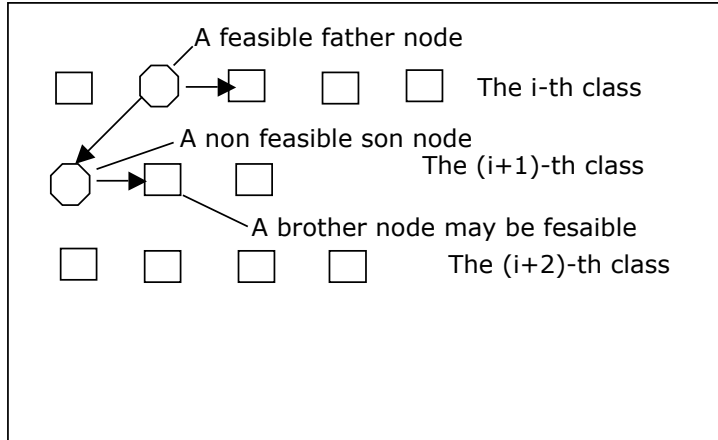 A feasible father node
The i-th class
A non feasible son node
The (i+1)-th class
A brother node may be fesaible
The (i+2)-th class